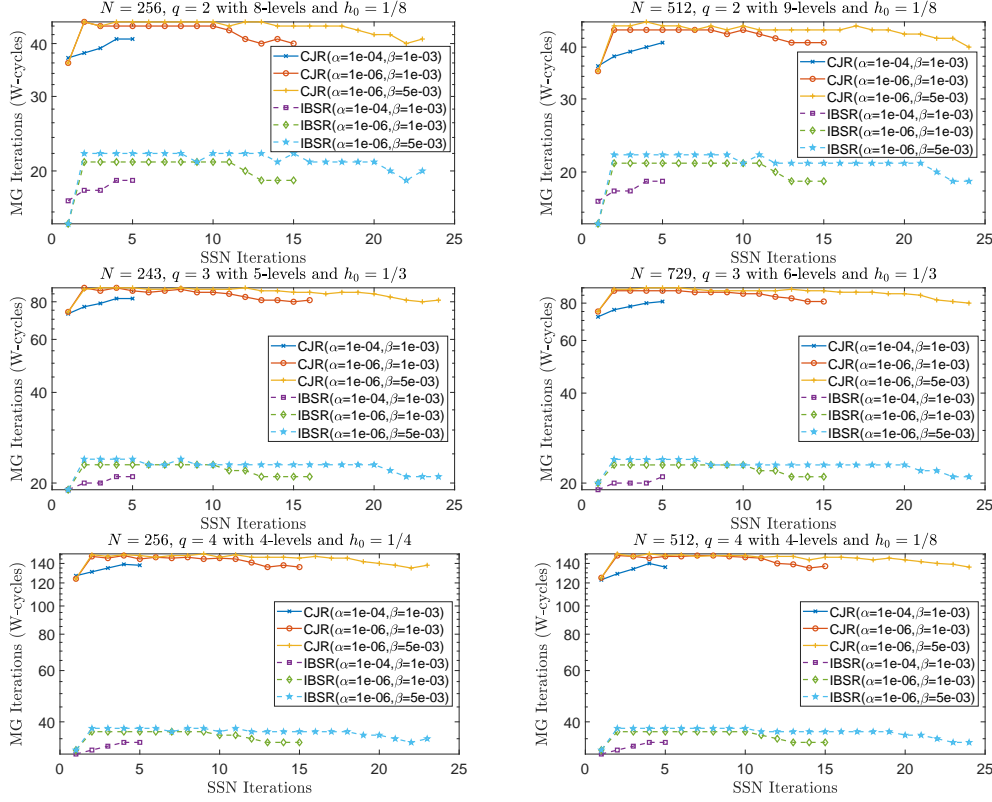 N = 256, q = 2 with 8-levels and h₀ = 1/8
MG Iterations (W-cycles)
40
30
20
CJR(α=1e-04,β=1e-03)
CJR(α=1e-06,β=1e-03)
CJR(α=1e-06,β=5e-03)
IBSR(α=1e-04,β=1e-03)
IBSR(α=1e-06,β=1e-03)
IBSR(α=1e-06,β=5e-03)
0 5 10 15 20 25
SSN Iterations
N = 512, q = 2 with 9-levels and h₀ = 1/8
MG Iterations (W-cycles)
40
30
20
CJR(α=1e-04,β=1e-03)
CJR(α=1e-06,β=1e-03)
CJR(α=1e-06,β=5e-03)
IBSR(α=1e-04,β=1e-03)
IBSR(α=1e-06,β=1e-03)
IBSR(α=1e-06,β=5e-03)
0 5 10 15 20 25
SSN Iterations
N = 243, q = 3 with 5-levels and h₀ = 1/3
MG Iterations (W-cycles)
80
60
40
20
CJR(α=1e-04,β=1e-03)
CJR(α=1e-06,β=1e-03)
CJR(α=1e-06,β=5e-03)
IBSR(α=1e-04,β=1e-03)
IBSR(α=1e-06,β=1e-03)
IBSR(α=1e-06,β=5e-03)
0 5 10 15 20 25
SSN Iterations
N = 729, q = 3 with 6-levels and h₀ = 1/3
MG Iterations (W-cycles)
80
60
40
20
CJR(α=1e-04,β=1e-03)
CJR(α=1e-06,β=1e-03)
CJR(α=1e-06,β=5e-03)
IBSR(α=1e-04,β=1e-03)
IBSR(α=1e-06,β=1e-03)
IBSR(α=1e-06,β=5e-03)
0 5 10 15 20 25
SSN Iterations
N = 256, q = 4 with 4-levels and h₀ = 1/4
MG Iterations (W-cycles)
140
120
100
80
60
40
CJR(α=1e-04,β=1e-03)
CJR(α=1e-06,β=1e-03)
CJR(α=1e-06,β=5e-03)
IBSR(α=1e-04,β=1e-03)
IBSR(α=1e-06,β=1e-03)
IBSR(α=1e-06,β=5e-03)
0 5 10 15 20 25
SSN Iterations
N = 512, q = 4 with 4-levels and h₀ = 1/8
MG Iterations (W-cycles)
140
120
100
80
60
40
CJR(α=1e-04,β=1e-03)
CJR(α=1e-06,β=1e-03)
CJR(α=1e-06,β=5e-03)
IBSR(α=1e-04,β=1e-03)
IBSR(α=1e-06,β=1e-03)
IBSR(α=1e-06,β=5e-03)
0 5 10 15 20 25
SSN Iterations